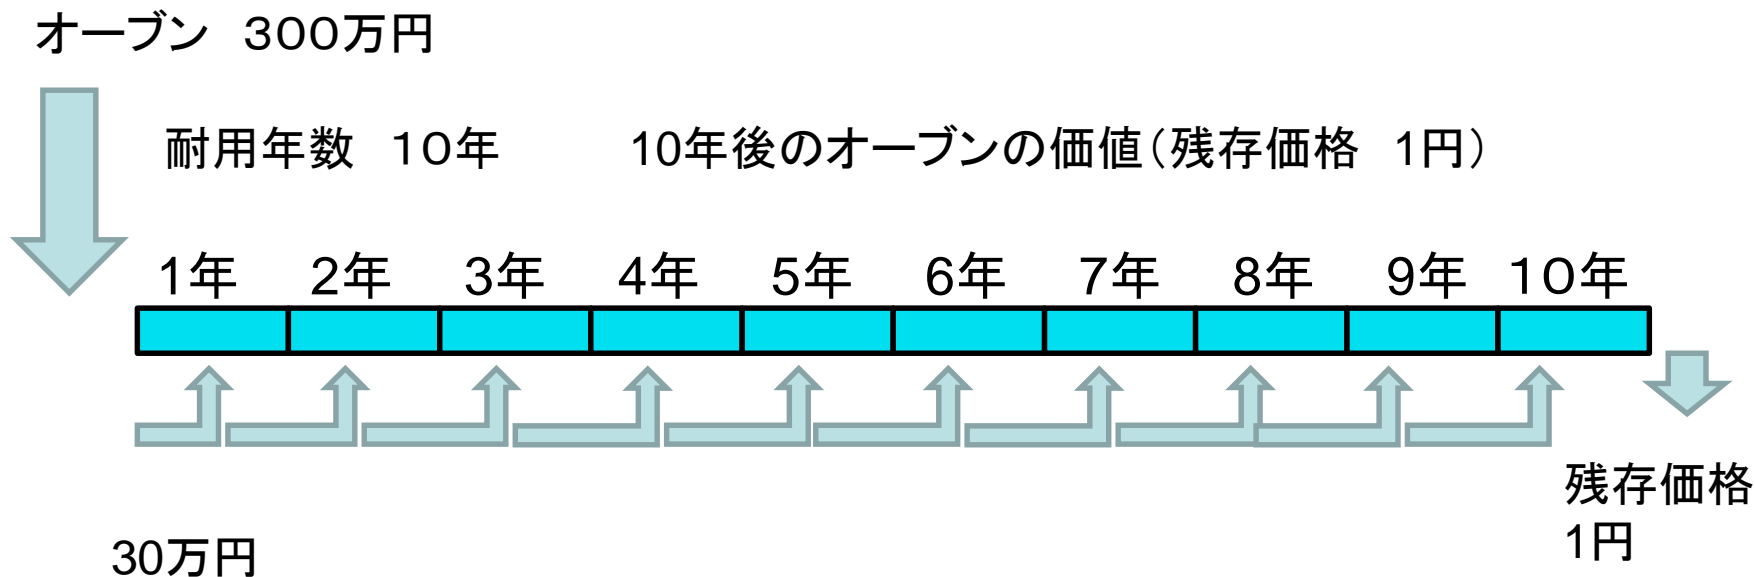 オーブン　３００万円
耐用年数　１０年　　　10年後のオーブンの価値（残存価格　1円）
1年　2年　3年　4年　5年　6年　7年　8年　9年　１０年
残存価格
1円
30万円